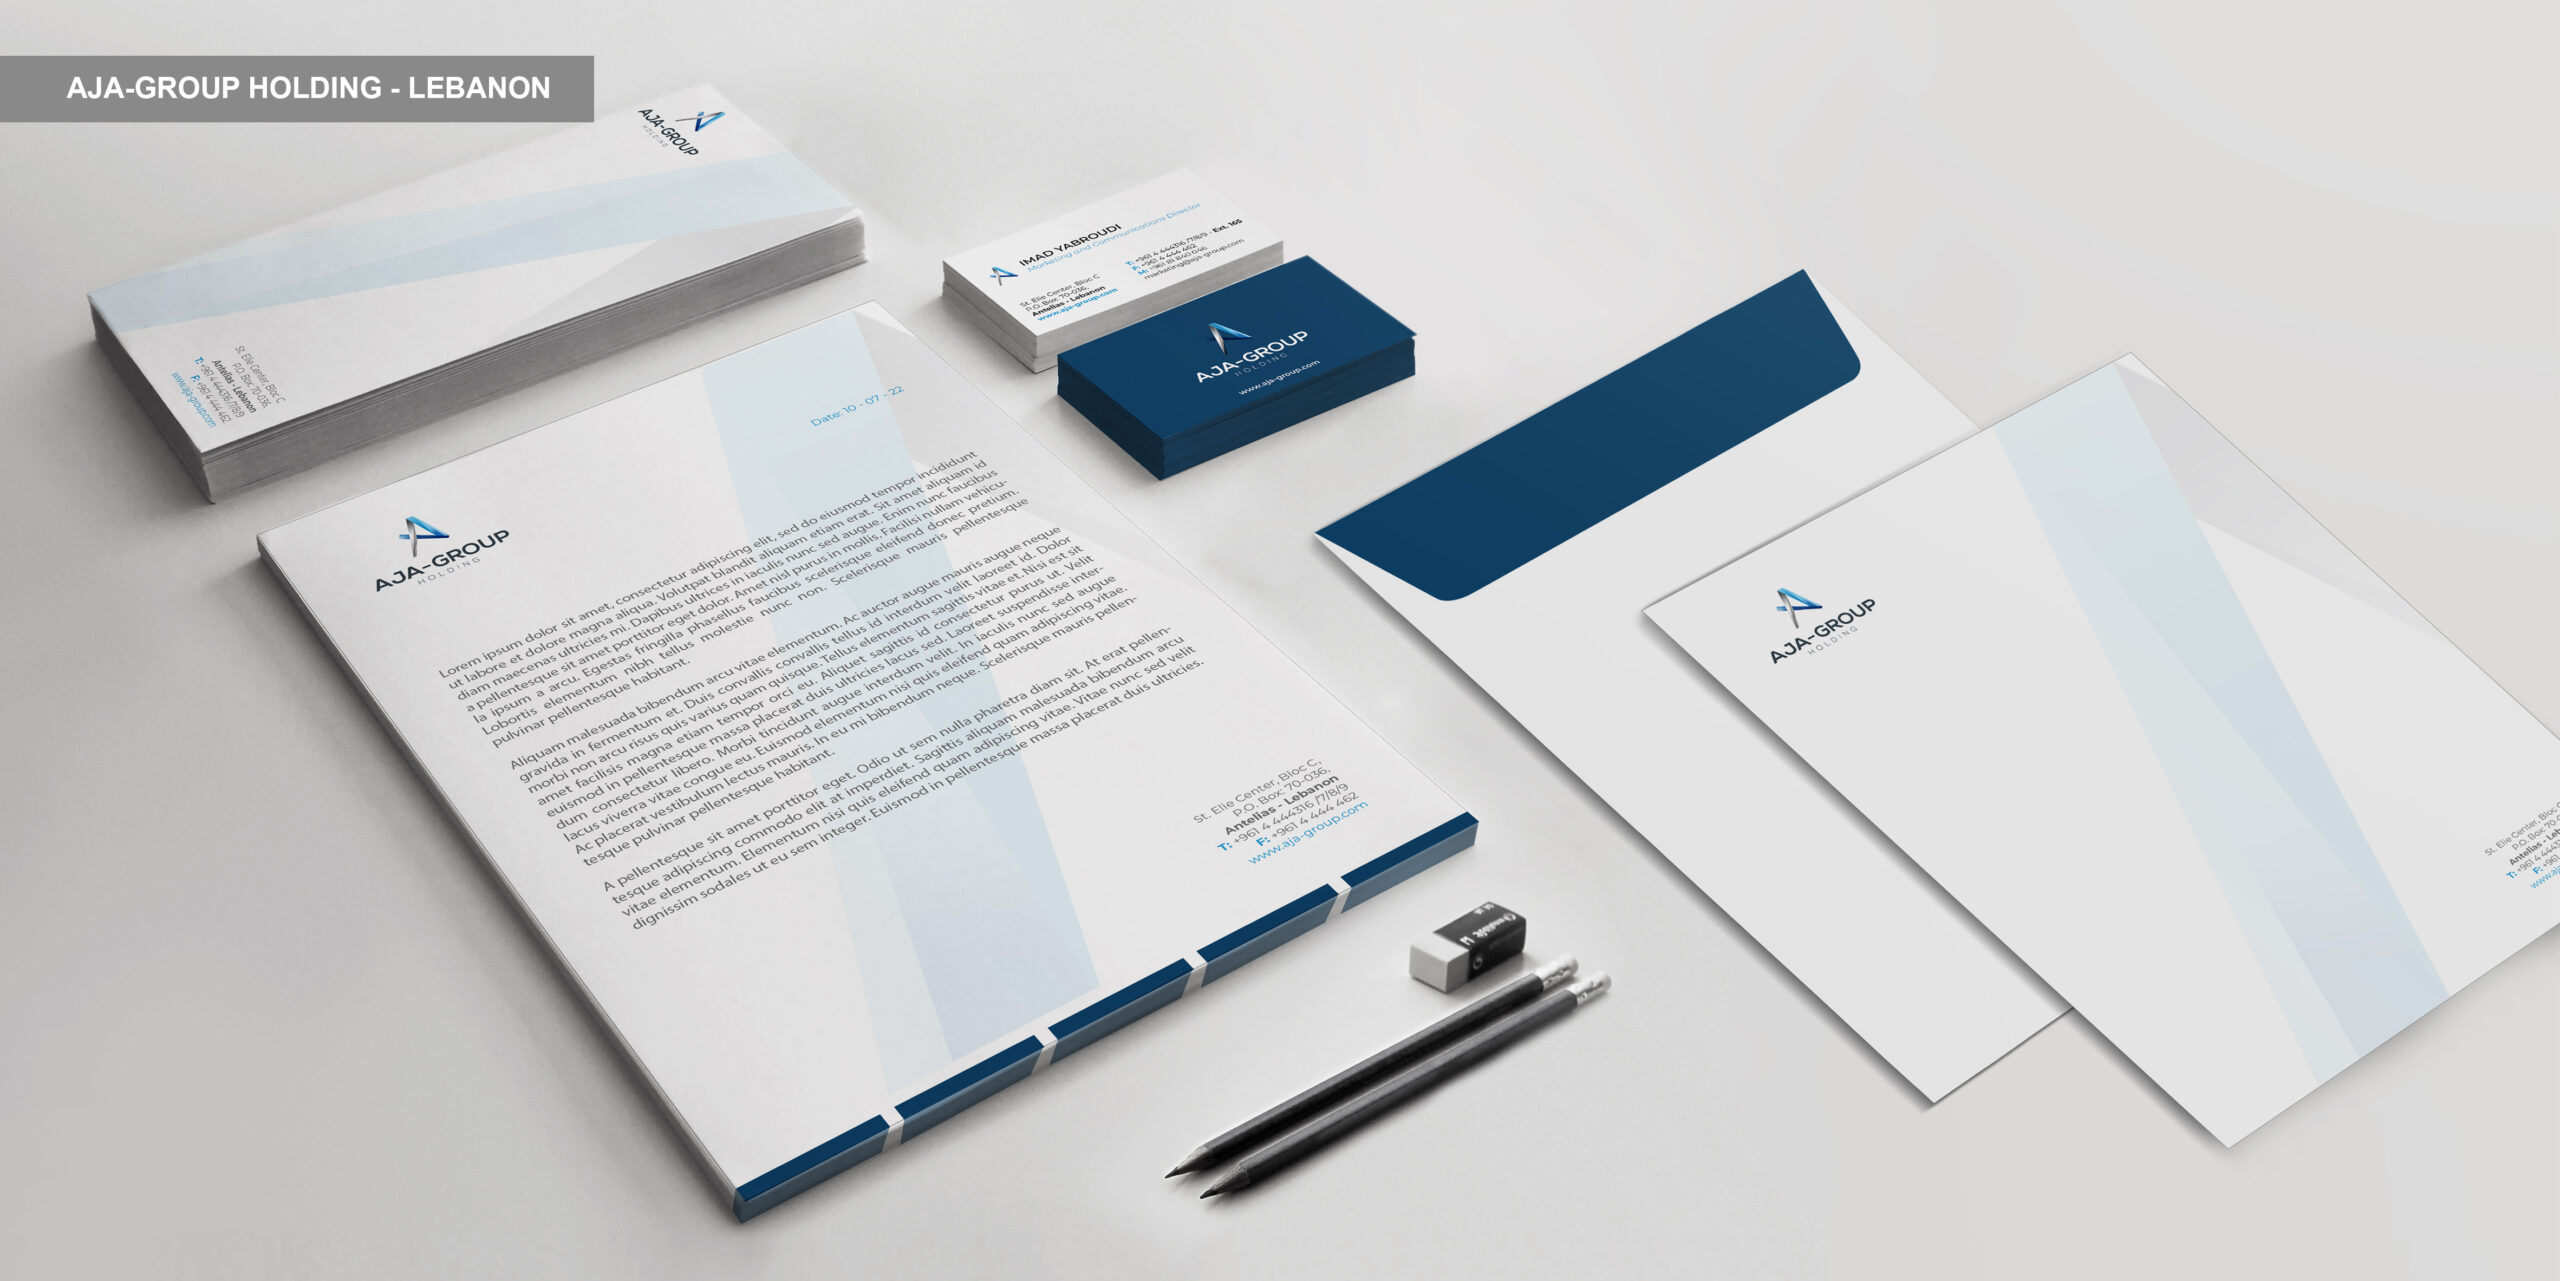 AJA-GROUP HOLDING - LEBANON
AJA-GROUP
HOLDING
St. Elie Center, Bloc C
P.O. Box: 70-036,
Antelias - Lebanon
T: +961 4 444316 /7/8/9
F: +961 4 444 462
www.aja-group.com
IMAD YABROUDI
Marketing and Communications Director
St. Elie Center, Bloc C
P.O. Box: 70-036,
Antelias - Lebanon
www.aja-group.com
T: +961 4 444316 /7/8/9 - Ext. 165
F: +961 4 444 462
marketing@aja-group.com
AJA-GROUP
HOLDING
www.aja-group.com
Date: 10 - 07 - 22
AJA-GROUP
HOLDING
Lorem ipsum dolor sit amet, consectetur adipiscing elit, sed do eiusmod tempor incididunt
ut labore et dolore magna aliqua. Volutpat blandit aliquam etiam erat. Sit amet aliquam id
diam maecenas ultricies mi. Dapibus ultrices in iaculis nunc sed augue. Enim nunc faucibus
a pellentesque sit amet porttitor eget dolor. Amet nisl purus in mollis. Facilisi nullam vehicu-
la ipsum a arcu. Egestas fringilla phasellus faucibus scelerisque eleifend donec pretium.
Lobortis elementum nibh tellus molestie nunc non. Scelerisque mauris pellentesque
pulvinar pellentesque habitant.
Aliquam malesuada bibendum arcu vitae elementum. Ac auctor augue mauris augue neque
gravida in fermentum et. Duis convallis convallis tellus id interdum velit laoreet id. Dolor
morbi non arcu risus quis varius quam quisque. Tellus elementum sagittis vitae et. Nisi est sit
amet facilisis magna etiam tempor orci eu. Aliquet sagittis id consectetur purus ut. Velit
euismod in pellentesque massa placerat duis ultricies lacus sed. Laoreet suspendisse inter-
dum consectetur libero. Morbi tincidunt augue interdum velit. In iaculis nunc sed augue
lacus viverra vitae congue eu. Euismod elementum nisi quis eleifend quam adipiscing vitae.
Ac placerat vestibulum lectus mauris. In eu mi bibendum neque. Scelerisque mauris pellen-
tesque pulvinar pellentesque habitant.
A pellentesque sit amet porttitor eget. Odio ut sem nulla pharetra diam sit. At erat pellen-
tesque adipiscing commodo elit at imperdiet. Sagittis aliquam malesuada bibendum arcu
vitae elementum. Elementum nisi quis eleifend quam adipiscing vitae. Vitae nunc sed velit
dignissim sodales ut eu sem integer. Euismod in pellentesque massa placerat duis ultricies.
St. Elie Center, Bloc C,
P.O. Box: 70-036,
Antelias - Lebanon
T: +961 4 444316 /7/8/9
F: +961 4 444 462
www.aja-group.com
AJA-GROUP
HOLDING
St. Elie Center, Bloc
P.O. Box: 70-0
Antelias - Leb
T: +961 4 4443
F: +961